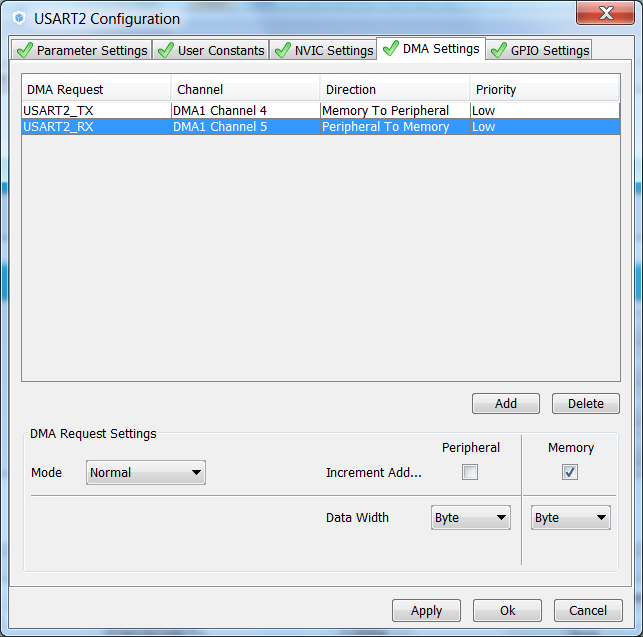 USART2 Configuration
Parameter Settings User Constants NVIC Settings DMA Settings GPIO Settings
DMA Request Channel Direction Priority
USART2_TX DMA1 Channel 4 Memory To Peripheral Low
USART2_RX DMA1 Channel 5 Peripheral To Memory Low
Add Delete
DMA Request Settings
Peripheral Memory
Mode Normal Increment Add...
Data Width Byte Byte
Apply Ok Cancel